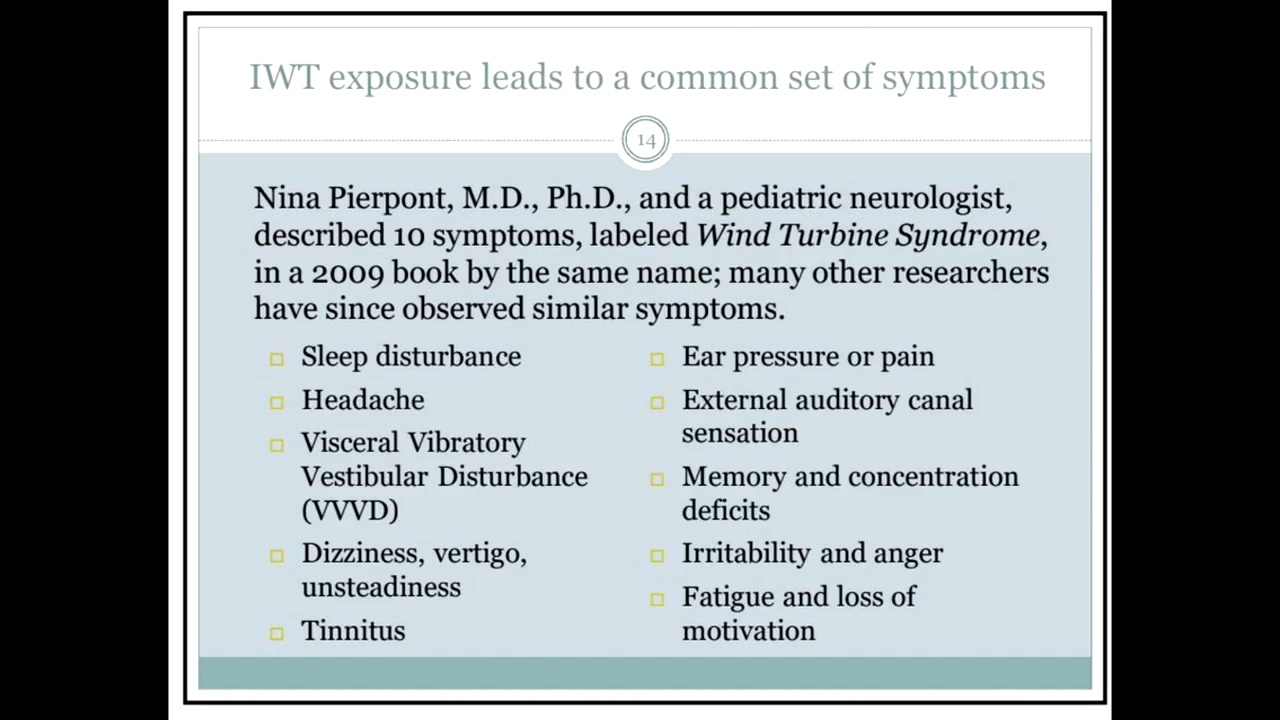 IWT exposure leads to a common set of symptoms
14
Nina Pierpont, M.D., Ph.D., and a pediatric neurologist,
described 10 symptoms, labeled Wind Turbine Syndrome,
in a 2009 book by the same name; many other researchers
have since observed similar symptoms.
Sleep disturbance
Headache
Visceral Vibratory
Vestibular Disturbance
(VVVD)
Dizziness, vertigo,
unsteadiness
Tinnitus
Ear pressure or pain
External auditory canal
sensation
Memory and concentration
deficits
Irritability and anger
Fatigue and loss of
motivation